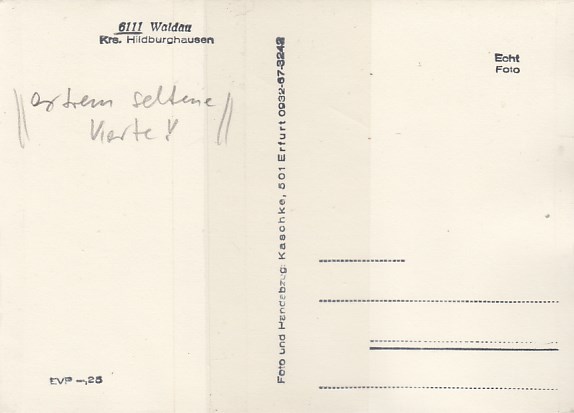 6111 Waldau
Krs. Hildburghausen
extrem seltene
Karte!
Foto und Handabzug: Kaschke, 501 Erfurt 0932-67-3242
Echt
Foto
EVP -,25